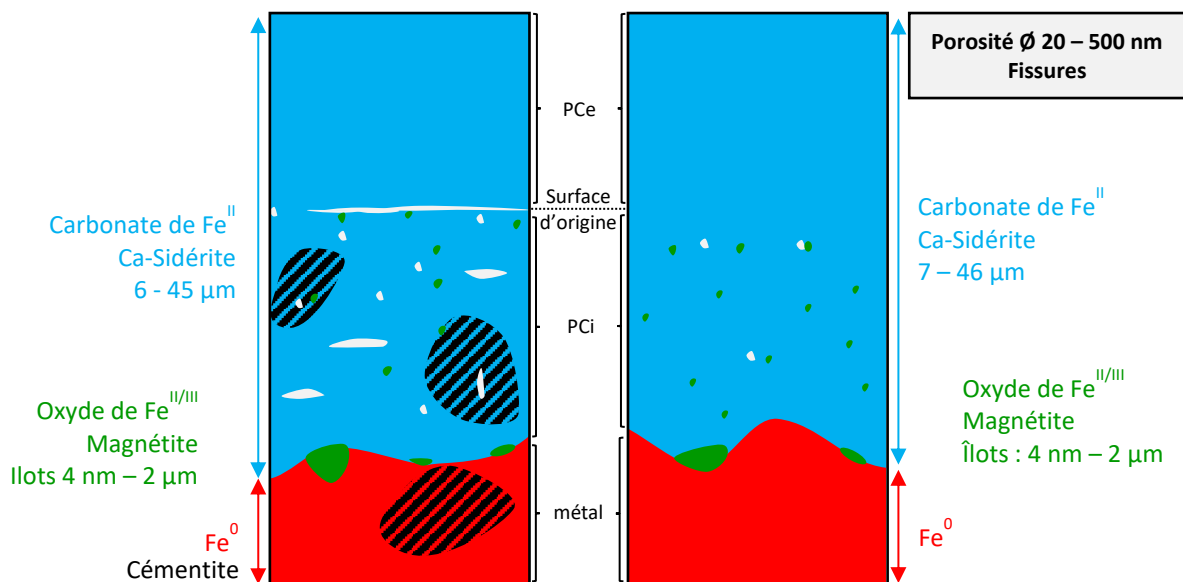 Porosité Ø 20 – 500 nm
Fissures
PCe
Surface
d'origine
Carbonate de Fe^II
Ca-Sidérite
6 - 45 µm
Carbonate de Fe^II
Ca-Sidérite
7 – 46 µm
PCi
Oxyde de Fe^II/III
Magnétite
Ilots 4 nm – 2 µm
Oxyde de Fe^II/III
Magnétite
Îlots : 4 nm – 2 µm
métal
Fe^0
Cémentite
Fe^0